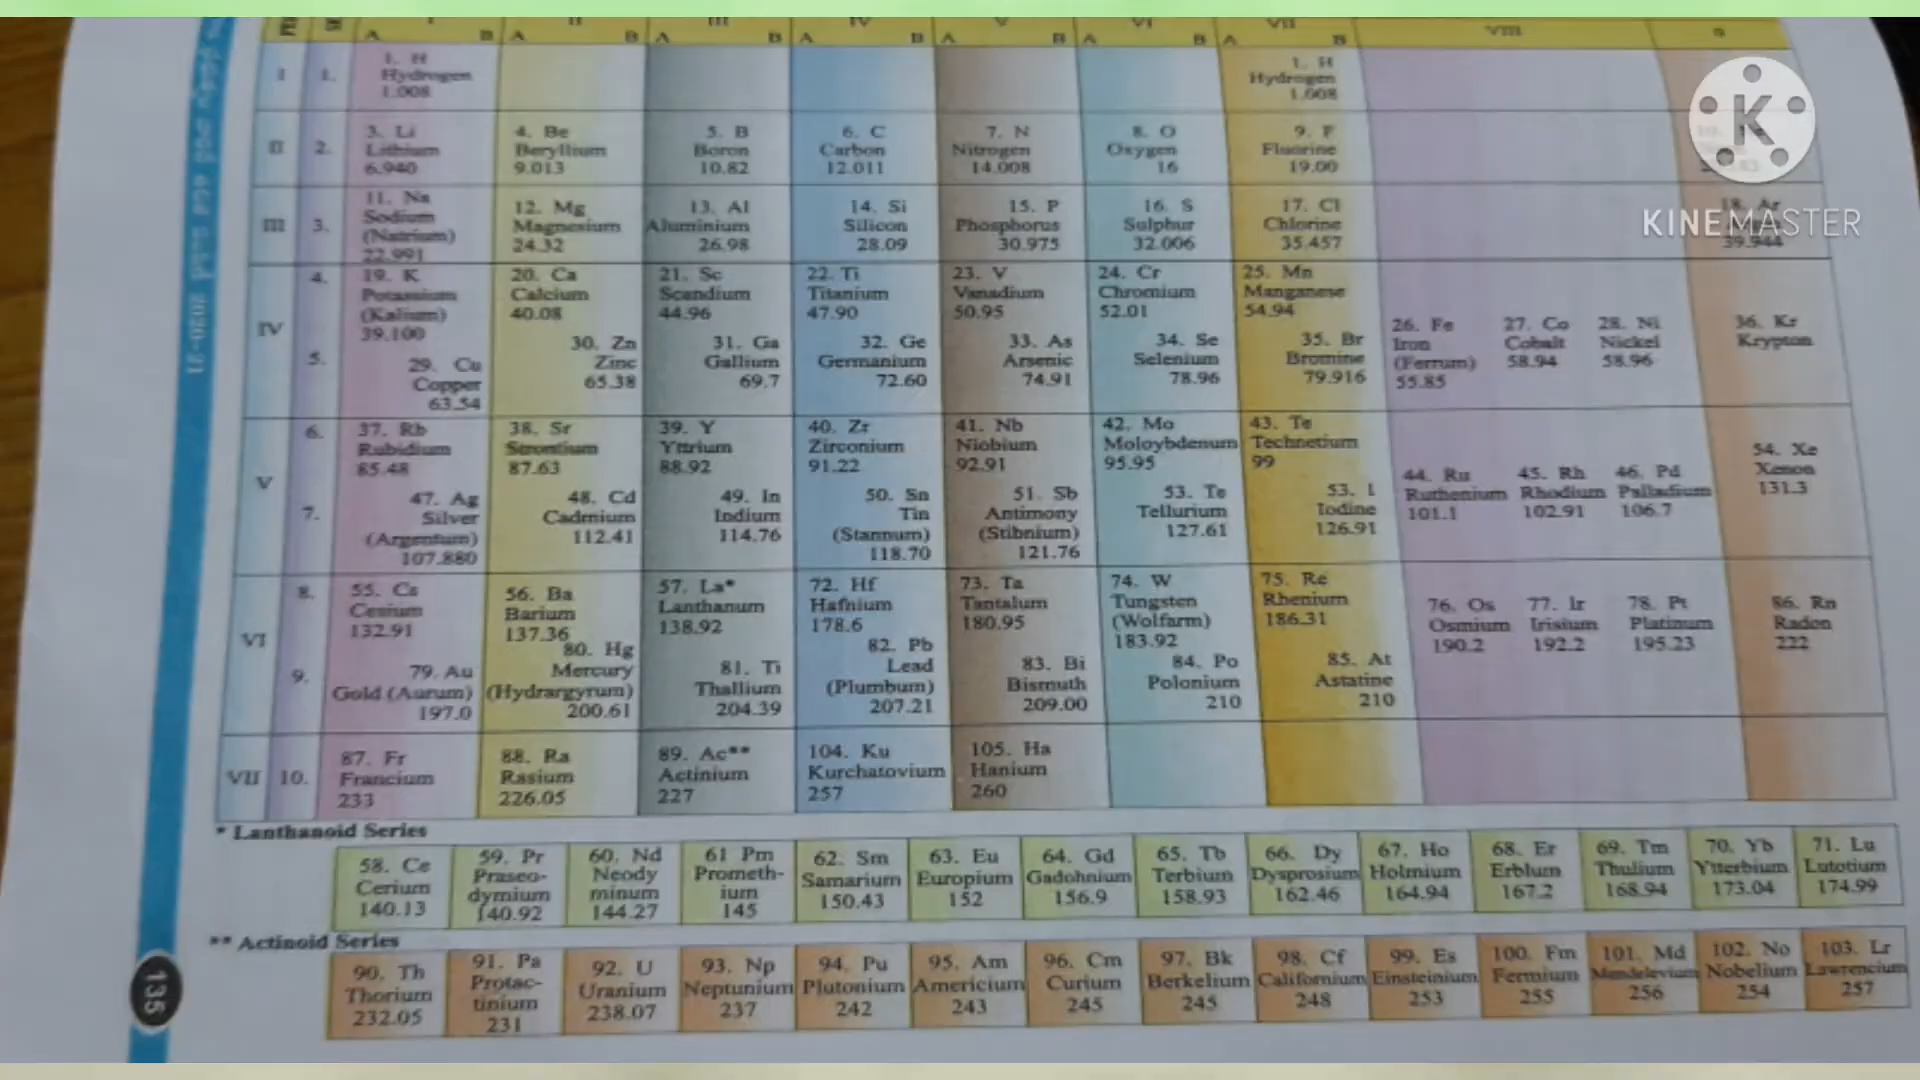 I II III IV V VI VII VIII
A B A B A B A B A B A B A B
I 1.
1. H
Hydrogen
1.008
1. H
Hydrogen
1.008
II 2.
3. Li
Lithium
6.940
4. Be
Beryllium
9.013
5. B
Boron
10.82
6. C
Carbon
12.011
7. N
Nitrogen
14.008
8. O
Oxygen
16
9. F
Fluorine
19.00
III 3.
11. Na
Sodium
(Natrium)
22.991
12. Mg
Magnesium
24.32
13. Al
Aluminium
26.98
14. Si
Silicon
28.09
15. P
Phosphorus
30.975
16. S
Sulphur
32.006
17. Cl
Chlorine
35.457
18. Ar
39.944
IV 4.
19. K
Potassium
(Kalium)
39.100
20. Ca
Calcium
40.08
21. Sc
Scandium
44.96
22. Ti
Titanium
47.90
23. V
Vanadium
50.95
24. Cr
Chromium
52.01
25. Mn
Manganese
54.94
26. Fe
Iron
(Ferrum)
55.85
27. Co
Cobalt
58.94
28. Ni
Nickel
58.96
36. Kr
Krypton
5.
29. Cu
Copper
63.54
30. Zn
Zinc
65.38
31. Ga
Gallium
69.7
32. Ge
Germanium
72.60
33. As
Arsenic
74.91
34. Se
Selenium
78.96
35. Br
Bromine
79.916
V 6.
37. Rb
Rubidium
85.48
38. Sr
Strontium
87.63
39. Y
Yttrium
88.92
40. Zr
Zirconium
91.22
41. Nb
Niobium
92.91
42. Mo
Moloybdenum
95.95
43. Te
Technetium
99
44. Ru
Ruthenium
101.1
45. Rh
Rhodium
102.91
46. Pd
Palladium
106.7
54. Xe
Xenon
131.3
7.
47. Ag
Silver
(Argentum)
107.880
48. Cd
Cadmium
112.41
49. In
Indium
114.76
50. Sn
Tin
(Stannum)
118.70
51. Sb
Antimony
(Stibnium)
121.76
53. Te
Tellurium
127.61
53. I
Iodine
126.91
VI 8.
55. Cs
Cesium
132.91
56. Ba
Barium
137.36
57. La*
Lanthanum
138.92
72. Hf
Hafnium
178.6
73. Ta
Tantalum
180.95
74. W
Tungsten
(Wolfarm)
183.92
75. Re
Rhenium
186.31
76. Os
Osmium
190.2
77. Ir
Irisium
192.2
78. Pt
Platinum
195.23
86. Rn
Radon
222
9.
79. Au
Gold (Aurum)
197.0
80. Hg
Mercury
(Hydrargyrum)
200.61
81. Ti
Thallium
204.39
82. Pb
Lead
(Plumbum)
207.21
83. Bi
Bismuth
209.00
84. Po
Polonium
210
85. At
Astatine
210
VII 10.
87. Fr
Francium
233
88. Ra
Rasium
226.05
89. Ac**
Actinium
227
104. Ku
Kurchatovium
257
105. Ha
Hanium
260
* Lanthanoid Series
58. Ce
Cerium
140.13
59. Pr
Praseo-
dymium
140.92
60. Nd
Neody
minum
144.27
61 Pm
Prometh-
ium
145
62. Sm
Samarium
150.43
63. Eu
Europium
152
64. Gd
Gadohnium
156.9
65. Tb
Terbium
158.93
66. Dy
Dysprosium
162.46
67. Ho
Holmium
164.94
68. Er
Erblum
167.2
69. Tm
Thulium
168.94
70. Yb
Ytterbium
173.04
71. Lu
Lutotium
174.99
** Actinoid Series
90. Th
Thorium
232.05
91. Pa
Protac-
tinium
231
92. U
Uranium
238.07
93. Np
Neptunium
237
94. Pu
Plutonium
242
95. Am
Americium
243
96. Cm
Curium
245
97. Bk
Berkelium
245
98. Cf
Californium
248
99. Es
Einsteinium
253
100. Fm
Fermium
255
101. Md
Mendelevium
256
102. No
Nobelium
254
103. Lr
Lawrencium
257
135
2020-21
K
KINEMASTER